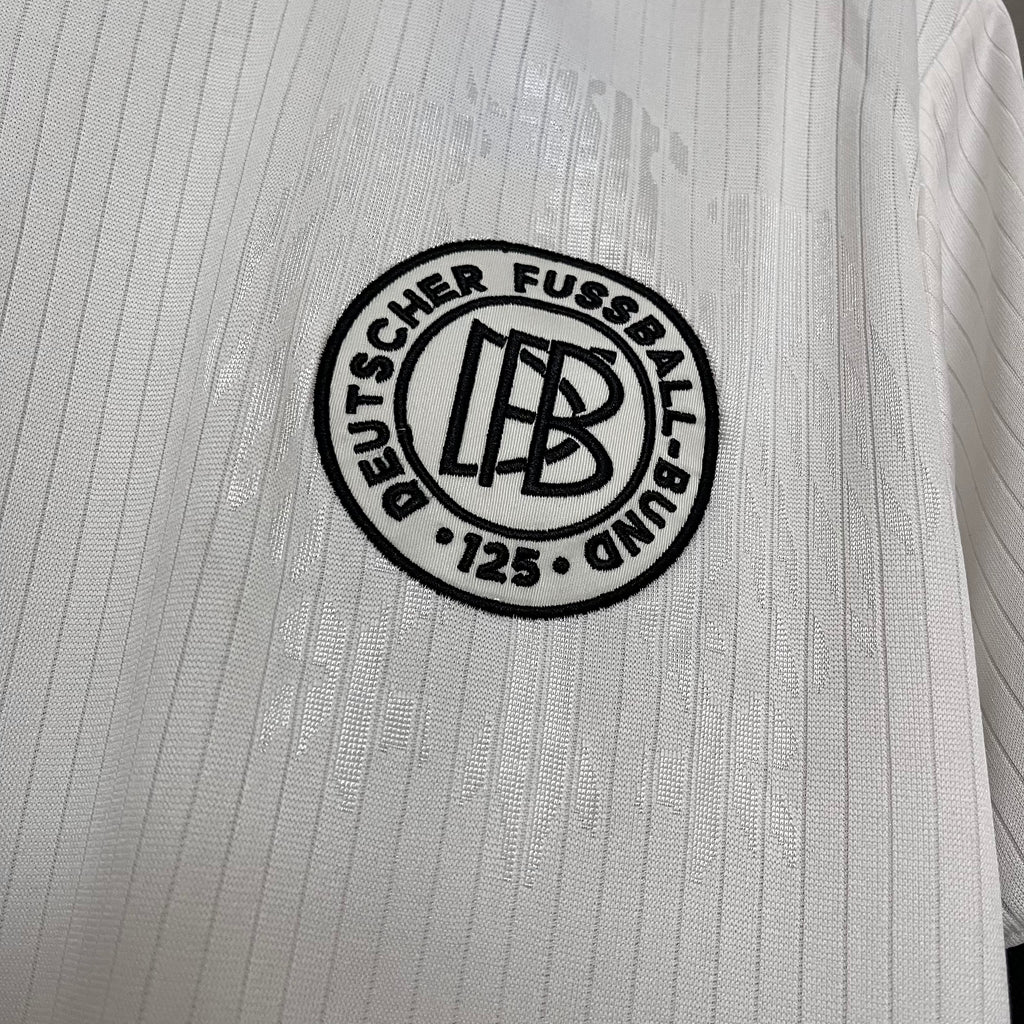 DEUTSCHER FUSSBALL-BUND
DFB
• 125 •